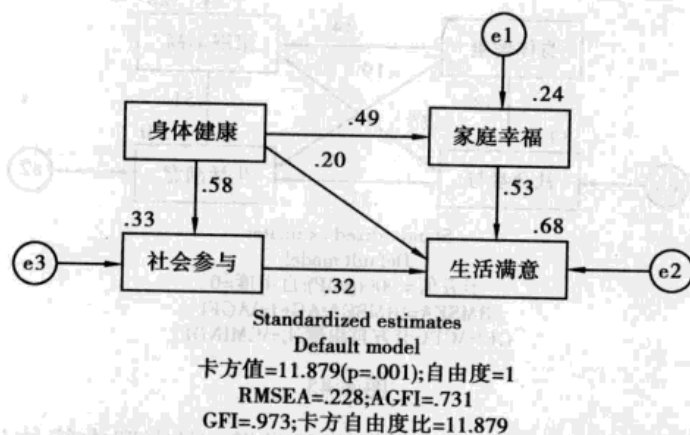 e1
.24
身体健康
.49
家庭幸福
.20
.58
.53
.33
.68
e3
社会参与
.32
生活满意
e2
Standardized estimates
Default model
卡方值=11.879(p=.001);自由度=1
RMSEA=.228;AGFI=.731
GFI=.973;卡方自由度比=11.879